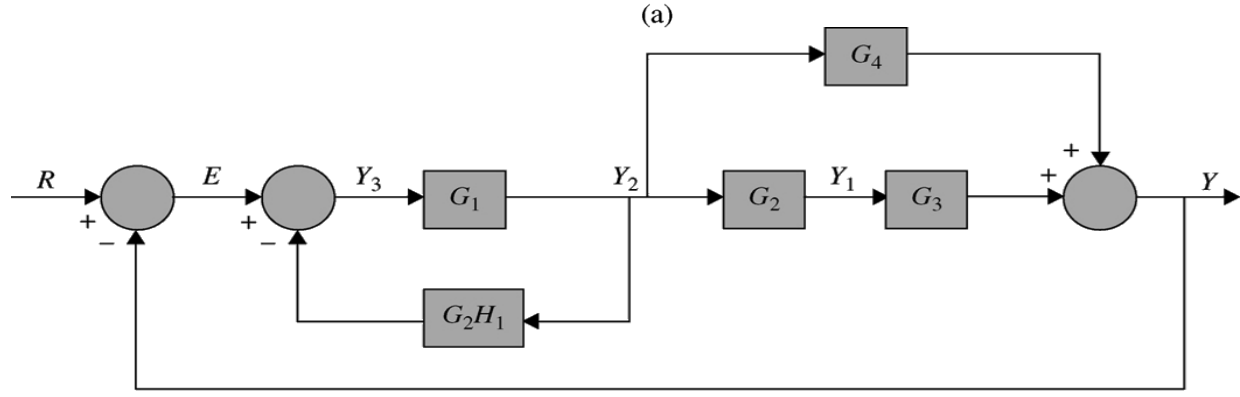 (a)
G₄
R E Y₃ G₁ Y₂ G₂ Y₁ G₃ Y
+ − + − + +
G₂H₁